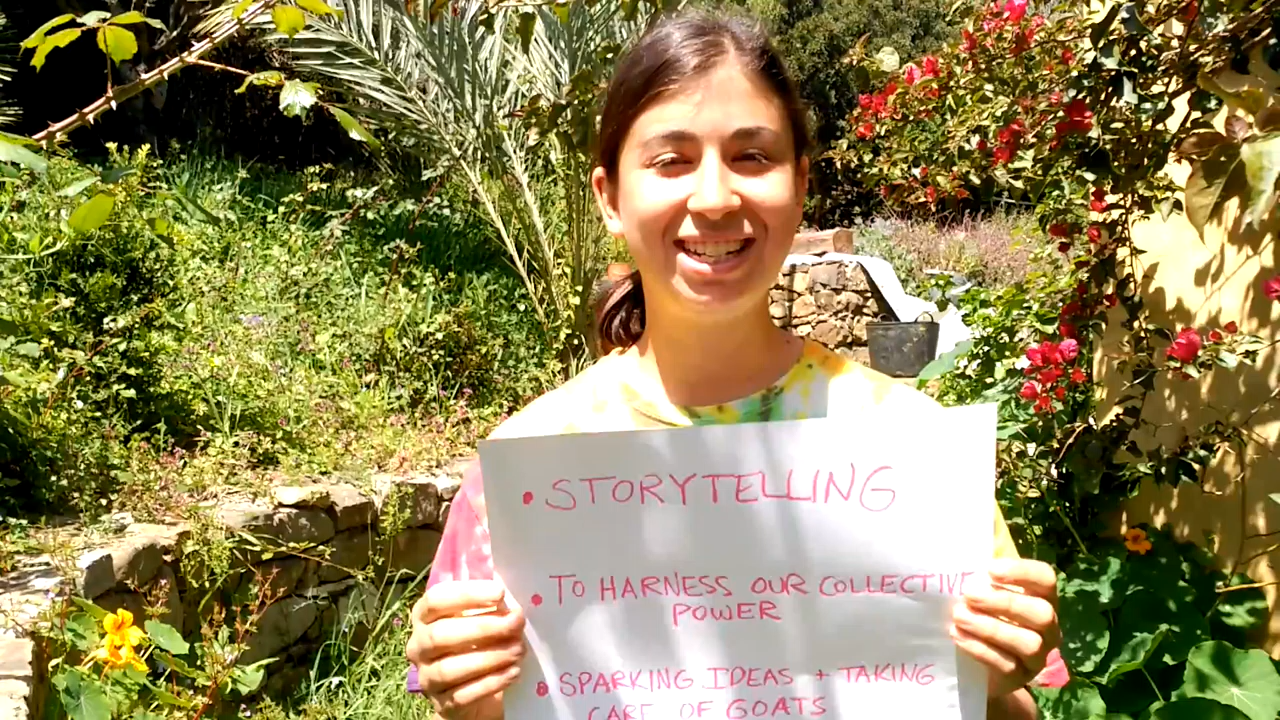 • STORYTELLING
• TO HARNESS OUR COLLECTIVE
POWER
• SPARKING IDEAS + TAKING
CARE OF GOATS